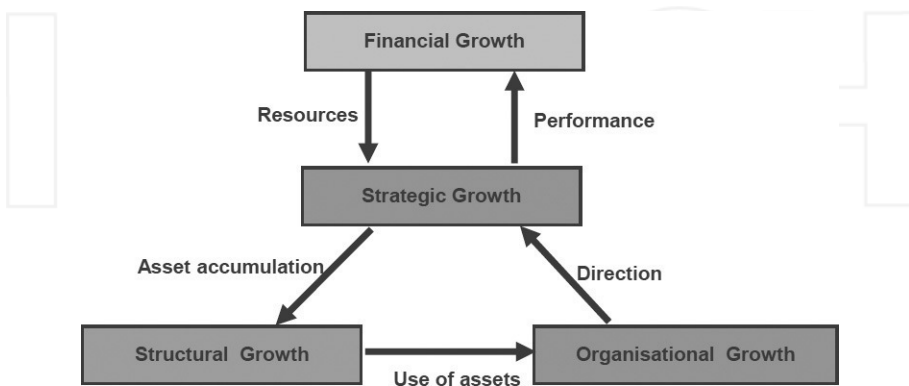 Financial Growth
Resources
Performance
Strategic Growth
Asset accumulation
Direction
Structural Growth
Organisational Growth
Use of assets